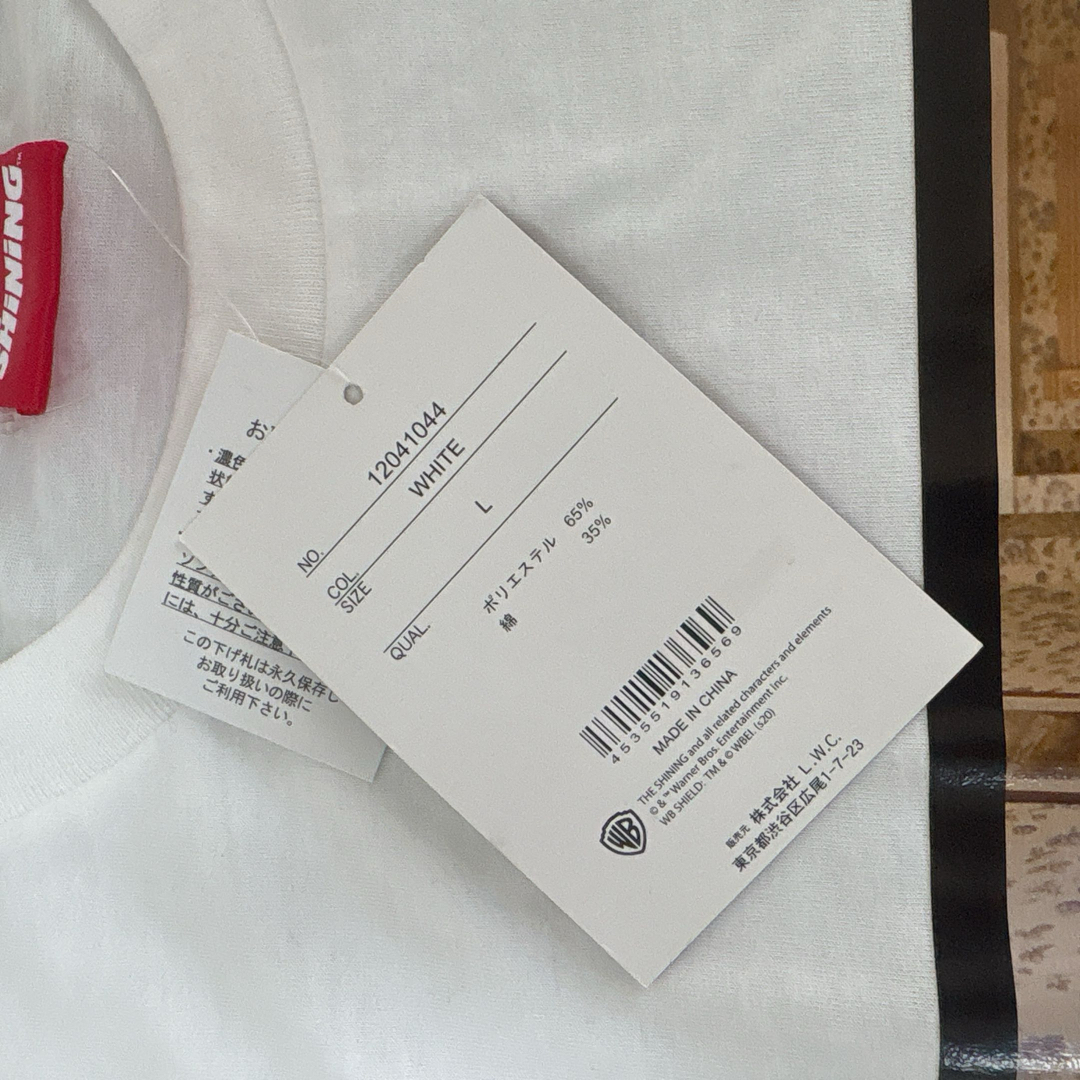 SHINING™
NO. 12041044
COL. WHITE
SIZE L
QUAL. ポリエステル 65%
綿 35%
4535519136569
MADE IN CHINA
THE SHINING and all related characters and elements
© & ™ Warner Bros. Entertainment Inc.
WB SHIELD: TM & © WBEI. (s20)
WB
販売元 株式会社 L.W.C.
東京都渋谷区広尾1-7-23
性質がござ
には、十分ご注意
この下げ札は永久保存し
お取り扱いの際に
ご利用下さい。